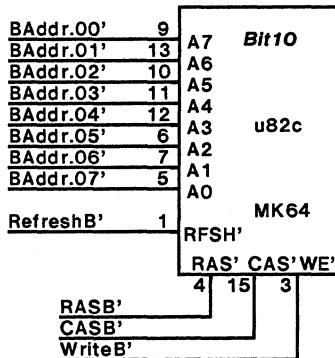 BAddr.00' 9 A7 Bit10
BAddr.01' 13 A6
BAddr.02' 10 A5
BAddr.03' 11 A4
BAddr.04' 12 A3 u82c
BAddr.05' 6 A2
BAddr.06' 7 A1
BAddr.07' 5 A0
MK64
RefreshB' 1 RFSH'
RAS' CAS' WE'
4 15 3
RASB'
CASB'
WriteB'